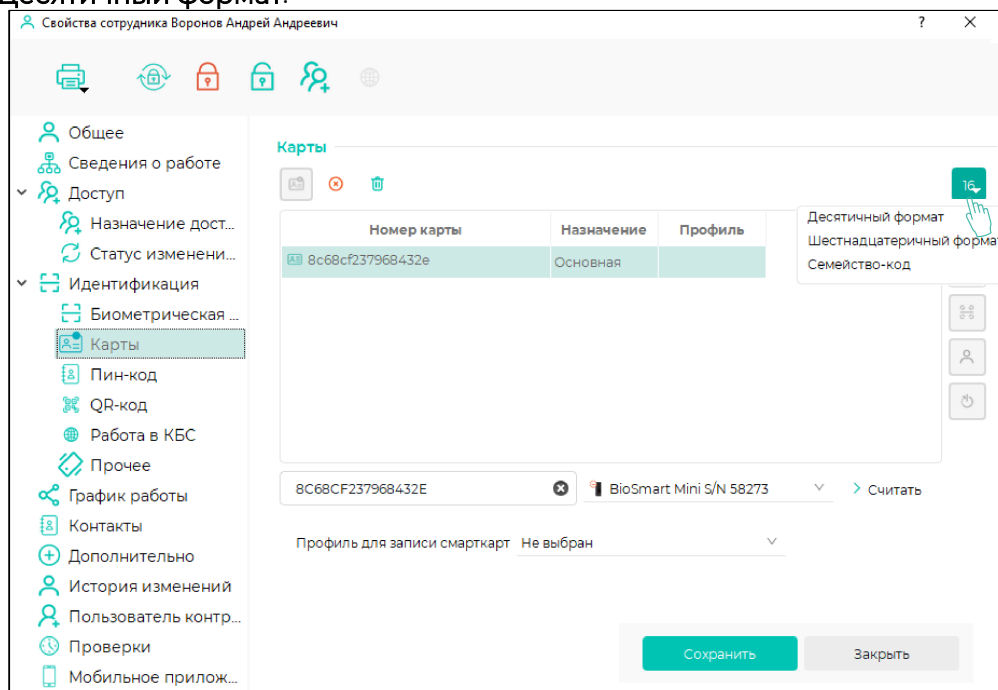 Десятичный формат.
Свойства сотрудника Воронов Андрей Андреевич
?
Общее
Сведения о работе
Доступ
Назначение дост...
Статус изменени...
Идентификация
Биометрическая ...
Карты
Пин-код
QR-код
Работа в КБС
Прочее
График работы
Контакты
Дополнительно
История изменений
Пользователь контр...
Проверки
Мобильное прилож...
Карты
16
Номер карты Назначение Профиль
8c68cf237968432e Основная
Десятичный формат
Шестнадцатеричный формат
Семейство-код
8C68CF237968432E BioSmart Mini S/N 58273 Считать
Профиль для записи смарткарт Не выбран
Сохранить Закрыть